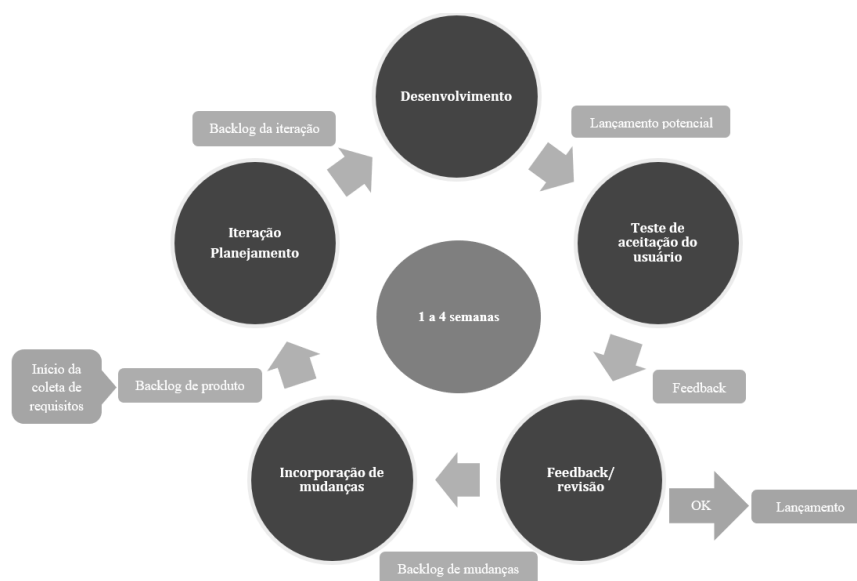 Desenvolvimento
Backlog da iteração
Lançamento potencial
Iteração
Planejamento
Teste de
aceitação do
usuário
1 a 4 semanas
Início da
coleta de
requisitos
Backlog de produto
Feedback
Incorporação de
mudanças
Feedback/
revisão
OK
Lançamento
Backlog de mudanças